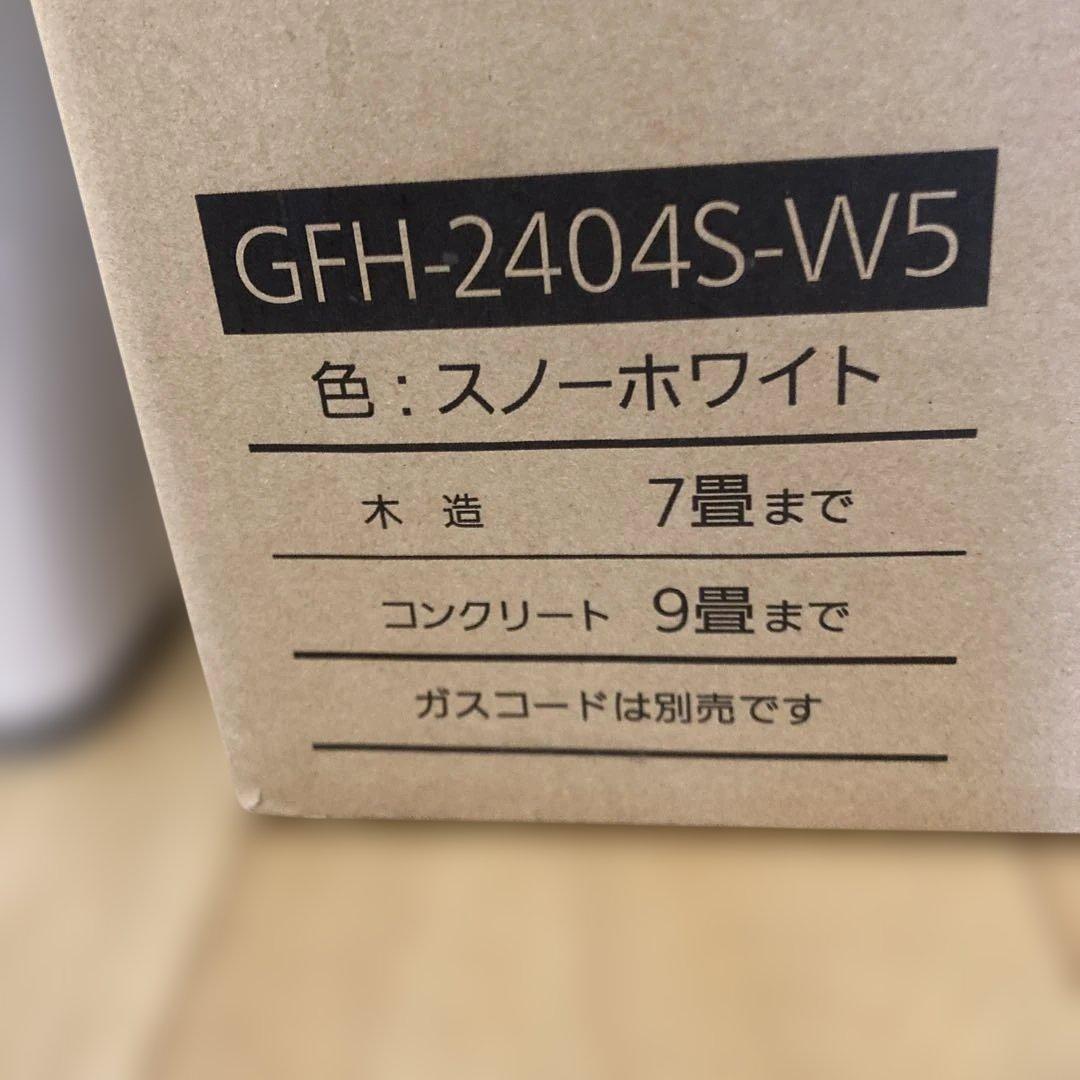 GFH-2404S-W5
色：スノーホワイト
木 造 7畳まで
コンクリート 9畳まで
ガスコードは別売です